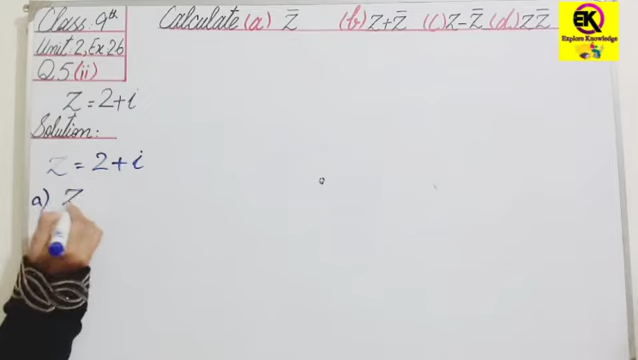 Class: 9th
Unit: 2, Ex: 2.6
Q.5 (ii)
Calculate (a) z̄ (b) z+z̄ (c) z-z̄ (d) zz̄
EK
Explore Knowledge
Z = 2+i
Solution:
Z = 2+i
a) Z